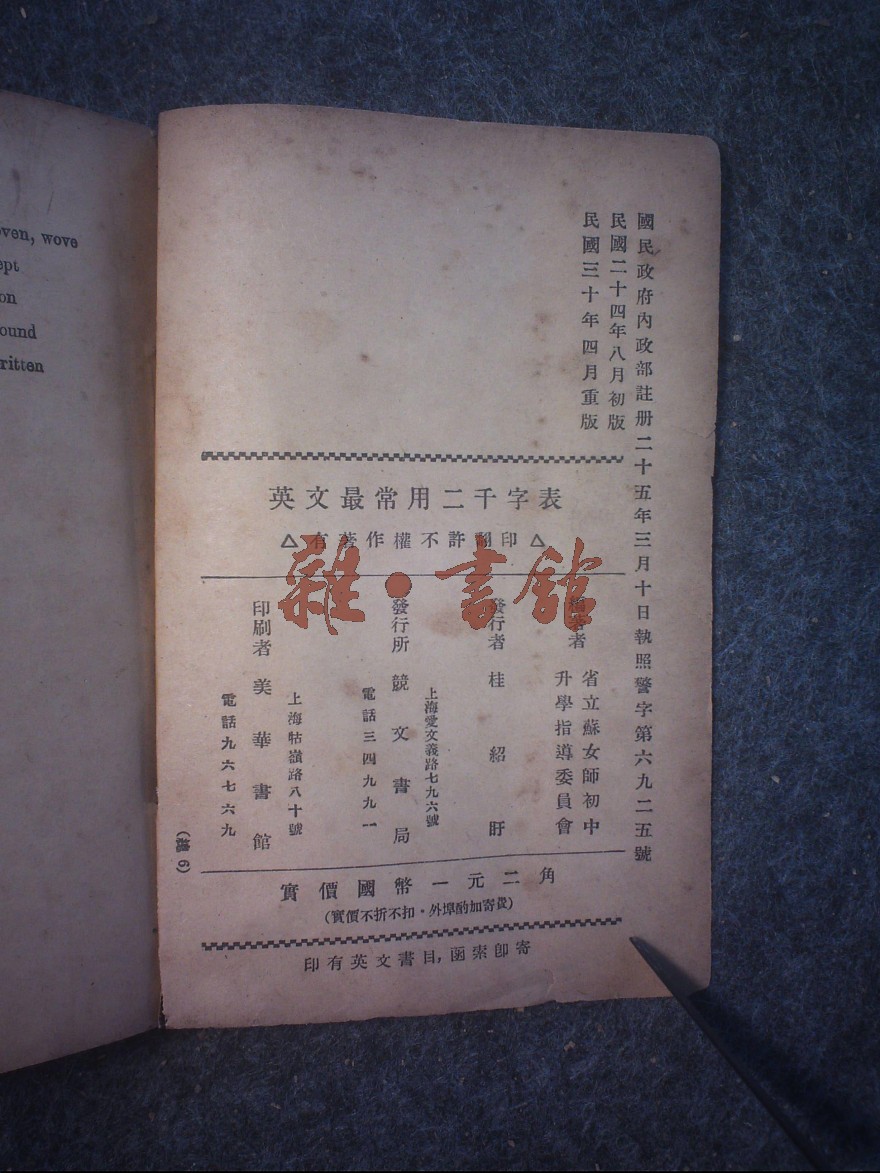 oven, wove
ept
on
ound
ritten
國民政府內政部註册二十五年三月十日執照警字第六九二五號
民國二十四年八月初版
民國三十年四月重版
英文最常用二千字表
△有著作權不許翻印△
編著者
省立蘇女師初中
升學指導委員會
發行者 桂紹盱
上海愛文義路七九六號
發行所 競文書局
電話三四九九一
上海牯嶺路八十號
印刷者 美華書館
電話九六七六九
實價國幣一元二角
(實價不折不扣·外埠酌加寄費)
印有英文書目,函索卽寄
雜·書館